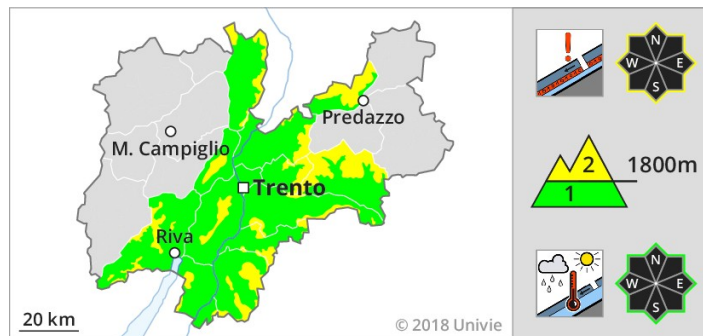 M. Campiglio
Predazzo
Trento
Riva
20 km
© 2018 Univie
N
W E
S
2 1800m
1
N
W E
S